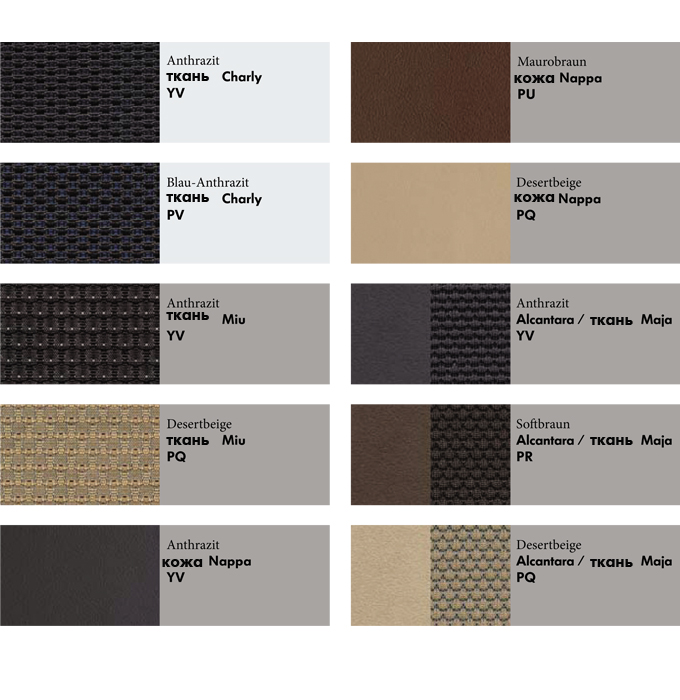 Anthrazit
ткань Charly
YV
Blau-Anthrazit
ткань Charly
PV
Anthrazit
ткань Miu
YV
Desertbeige
ткань Miu
PQ
Anthrazit
кожа Nappa
YV
Maurobraun
кожа Nappa
PU
Desertbeige
кожа Nappa
PQ
Anthrazit
Alcantara / ткань Maja
YV
Softbraun
Alcantara / ткань Maja
PR
Desertbeige
Alcantara / ткань Maja
PQ